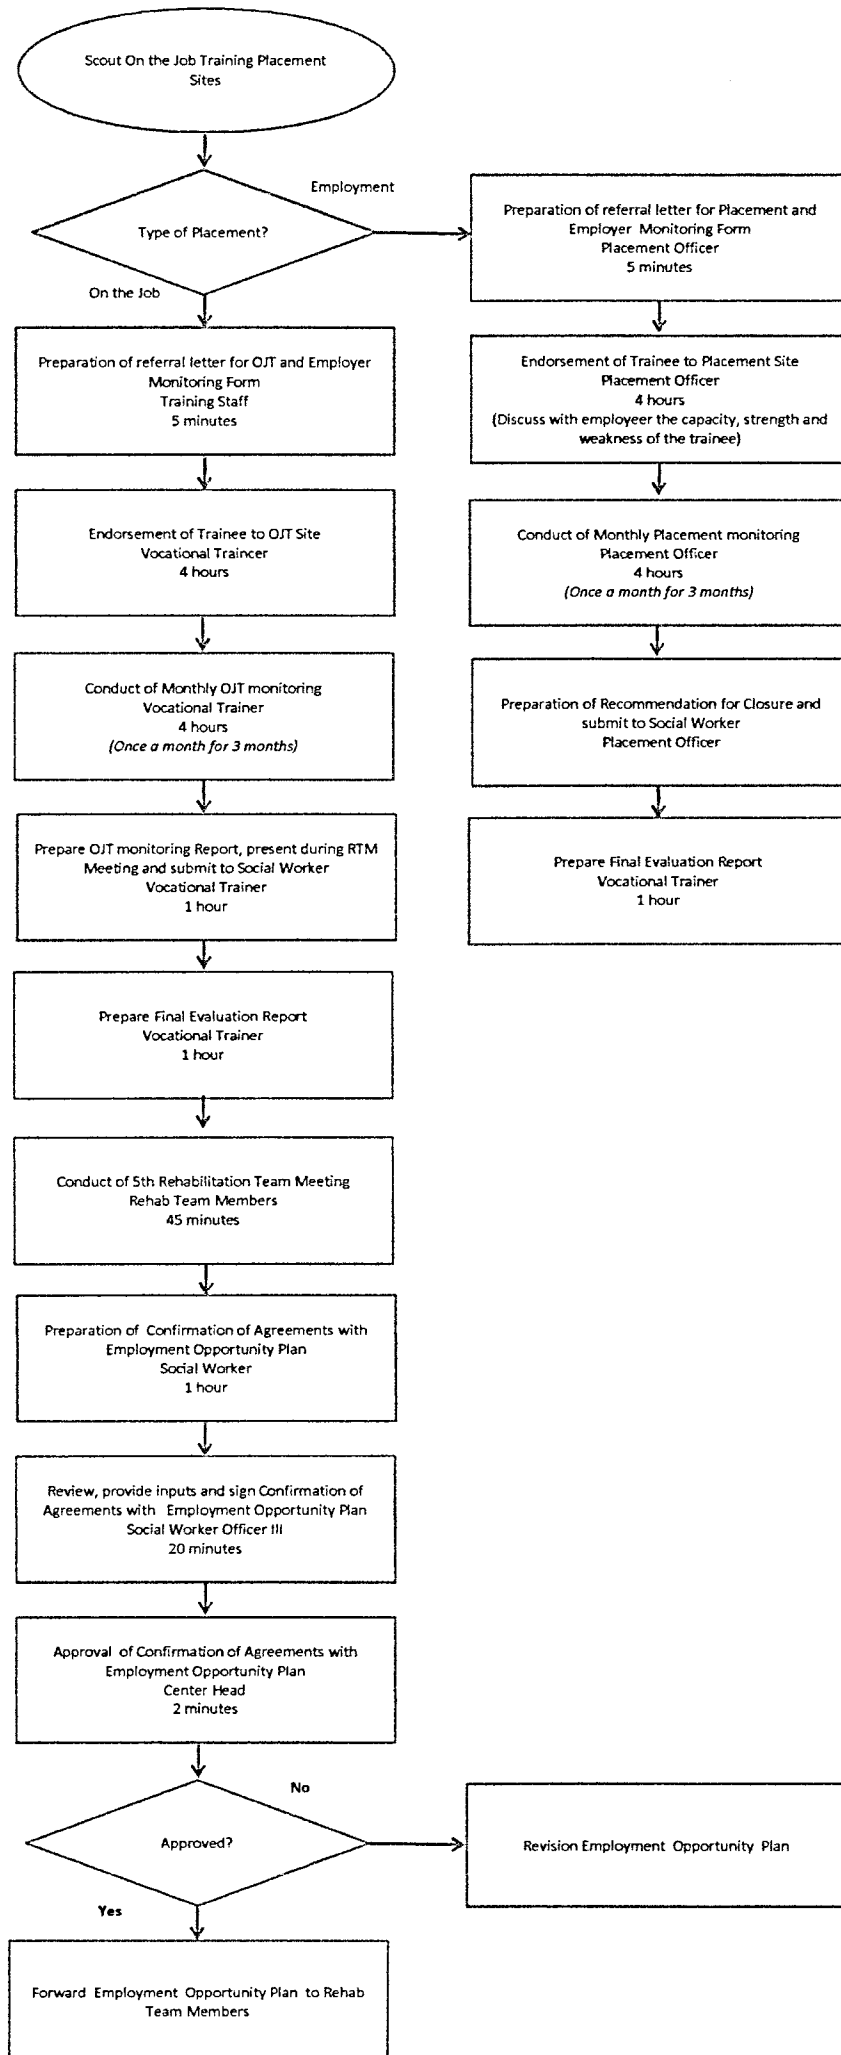 Scout On the Job Training Placement
Sites
Type of Placement?
Employment
On the Job
Preparation of referral letter for Placement and
Employer Monitoring Form
Placement Officer
5 minutes
Preparation of referral letter for OJT and Employer
Monitoring Form
Training Staff
5 minutes
Endorsement of Trainee to Placement Site
Placement Officer
4 hours
(Discuss with employeer the capacity, strength and
weakness of the trainee)
Endorsement of Trainee to OJT Site
Vocational Traincer
4 hours
Conduct of Monthly Placement monitoring
Placement Officer
4 hours
(Once a month for 3 months)
Conduct of Monthly OJT monitoring
Vocational Trainer
4 hours
(Once a month for 3 months)
Preparation of Recommendation for Closure and
submit to Social Worker
Placement Officer
Prepare OJT monitoring Report, present during RTM
Meeting and submit to Social Worker
Vocational Trainer
1 hour
Prepare Final Evaluation Report
Vocational Trainer
1 hour
Prepare Final Evaluation Report
Vocational Trainer
1 hour
Conduct of 5th Rehabilitation Team Meeting
Rehab Team Members
45 minutes
Preparation of Confirmation of Agreements with
Employment Opportunity Plan
Social Worker
1 hour
Review, provide inputs and sign Confirmation of
Agreements with Employment Opportunity Plan
Social Worker Officer III
20 minutes
Approval of Confirmation of Agreements with
Employment Opportunity Plan
Center Head
2 minutes
No
Approved?
Revision Employment Opportunity Plan
Yes
Forward Employment Opportunity Plan to Rehab
Team Members